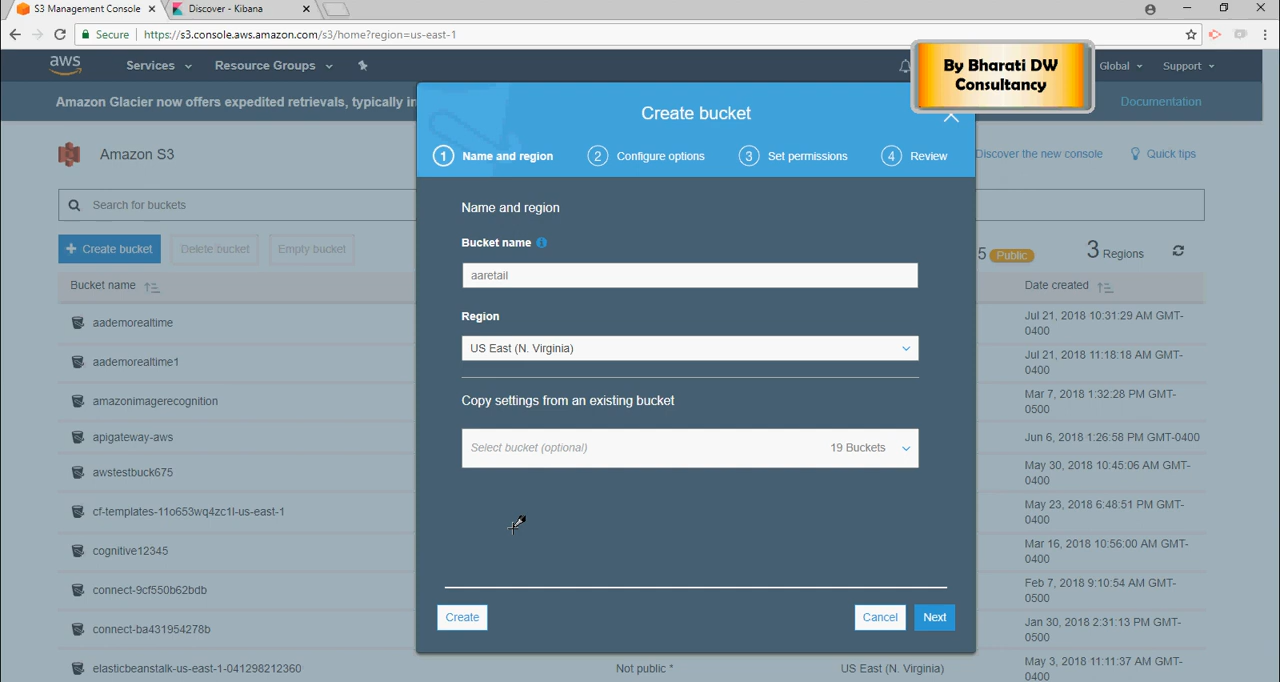 S3 Management Console
Discover - Kibana
Secure
https://s3.console.aws.amazon.com/s3/home?region=us-east-1
aws
Services
Resource Groups
Global
Support
By Bharati DW
Consultancy
Amazon Glacier now offers expedited retrievals, typically in
Documentation
Amazon S3
Discover the new console
Quick tips
Search for buckets
+ Create bucket
Delete bucket
Empty bucket
5 Public
3 Regions
Bucket name
Date created
aademorealtime
Jul 21, 2018 10:31:29 AM GMT-
0400
aademorealtime1
Jul 21, 2018 11:18:18 AM GMT-
0400
amazonimagerecognition
Mar 7, 2018 1:32:28 PM GMT-
0500
apigateway-aws
Jun 6, 2018 1:26:58 PM GMT-0400
awstestbuck675
May 30, 2018 10:45:06 AM GMT-
0400
cf-templates-11o653wq4zc1l-us-east-1
May 23, 2018 6:48:51 PM GMT-
0400
cognitive12345
Mar 16, 2018 10:56:00 AM GMT-
0400
connect-9cf550b62bdb
Feb 7, 2018 9:10:54 AM GMT-
0500
connect-ba431954278b
Jan 30, 2018 2:31:13 PM GMT-
0500
elasticbeanstalk-us-east-1-041298212360
Not public *
US East (N. Virginia)
May 3, 2018 11:11:37 AM GMT-
0400
Create bucket
1 Name and region
2 Configure options
3 Set permissions
4 Review
Name and region
Bucket name
aaretail
Region
US East (N. Virginia)
Copy settings from an existing bucket
Select bucket (optional)
19 Buckets
Create
Cancel
Next